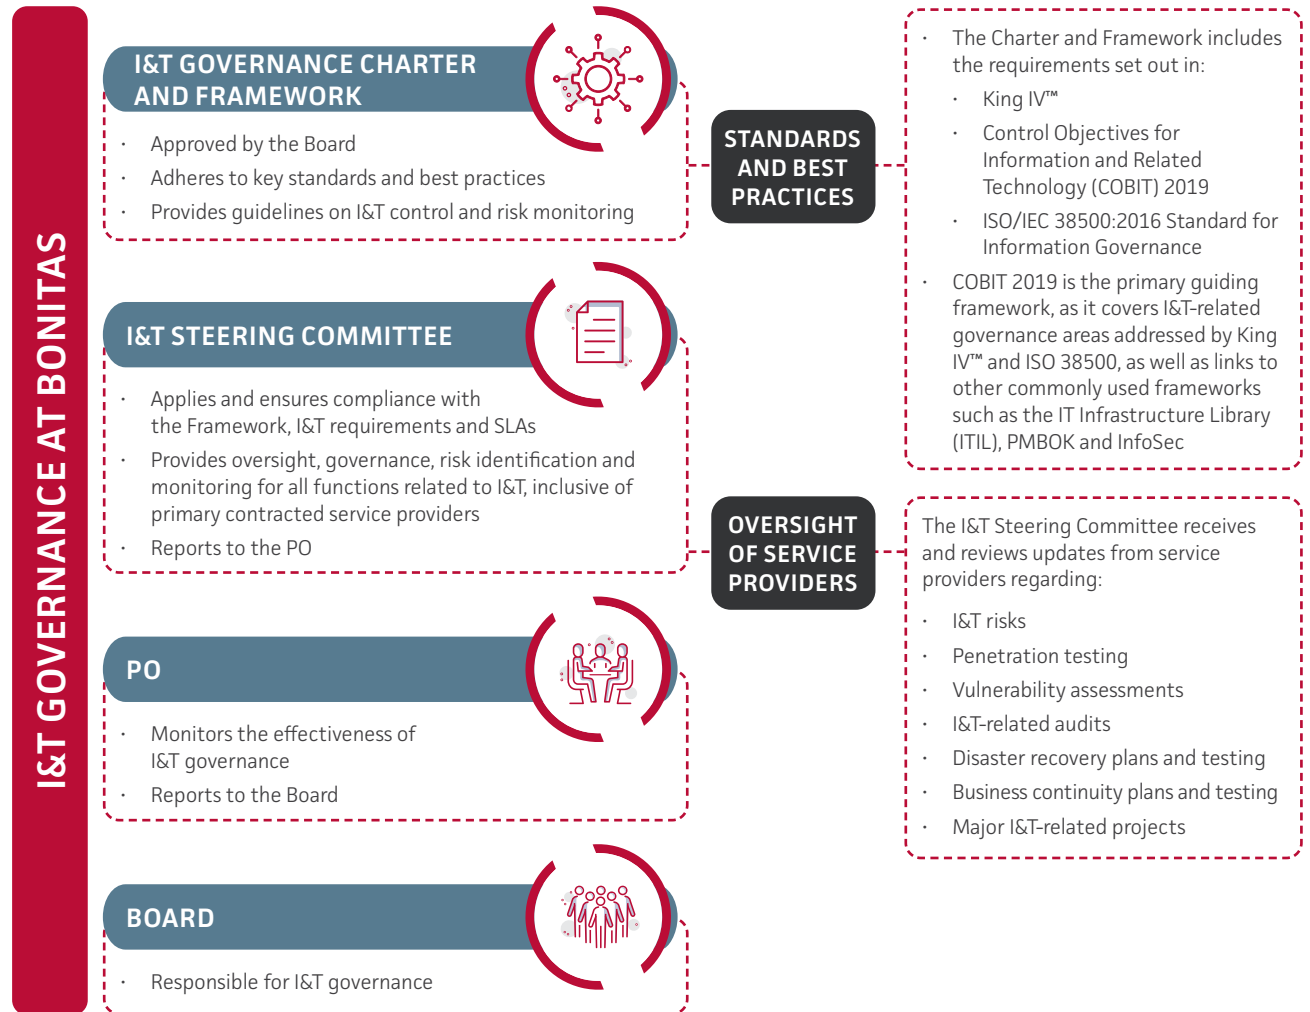 I&T GOVERNANCE AT BONITAS
I&T GOVERNANCE CHARTER
AND FRAMEWORK
· Approved by the Board
· Adheres to key standards and best practices
· Provides guidelines on I&T control and risk monitoring
STANDARDS
AND BEST
PRACTICES
· The Charter and Framework includes
the requirements set out in:
· King IV™
· Control Objectives for
Information and Related
Technology (COBIT) 2019
· ISO/IEC 38500:2016 Standard for
Information Governance
· COBIT 2019 is the primary guiding
framework, as it covers I&T-related
governance areas addressed by King
IV™ and ISO 38500, as well as links to
other commonly used frameworks
such as the IT Infrastructure Library
(ITIL), PMBOK and InfoSec
I&T STEERING COMMITTEE
· Applies and ensures compliance with
the Framework, I&T requirements and SLAs
· Provides oversight, governance, risk identification and
monitoring for all functions related to I&T, inclusive of
primary contracted service providers
· Reports to the PO
OVERSIGHT
OF SERVICE
PROVIDERS
The I&T Steering Committee receives
and reviews updates from service
providers regarding:
· I&T risks
· Penetration testing
· Vulnerability assessments
· I&T-related audits
· Disaster recovery plans and testing
· Business continuity plans and testing
· Major I&T-related projects
PO
· Monitors the effectiveness of
I&T governance
· Reports to the Board
BOARD
· Responsible for I&T governance